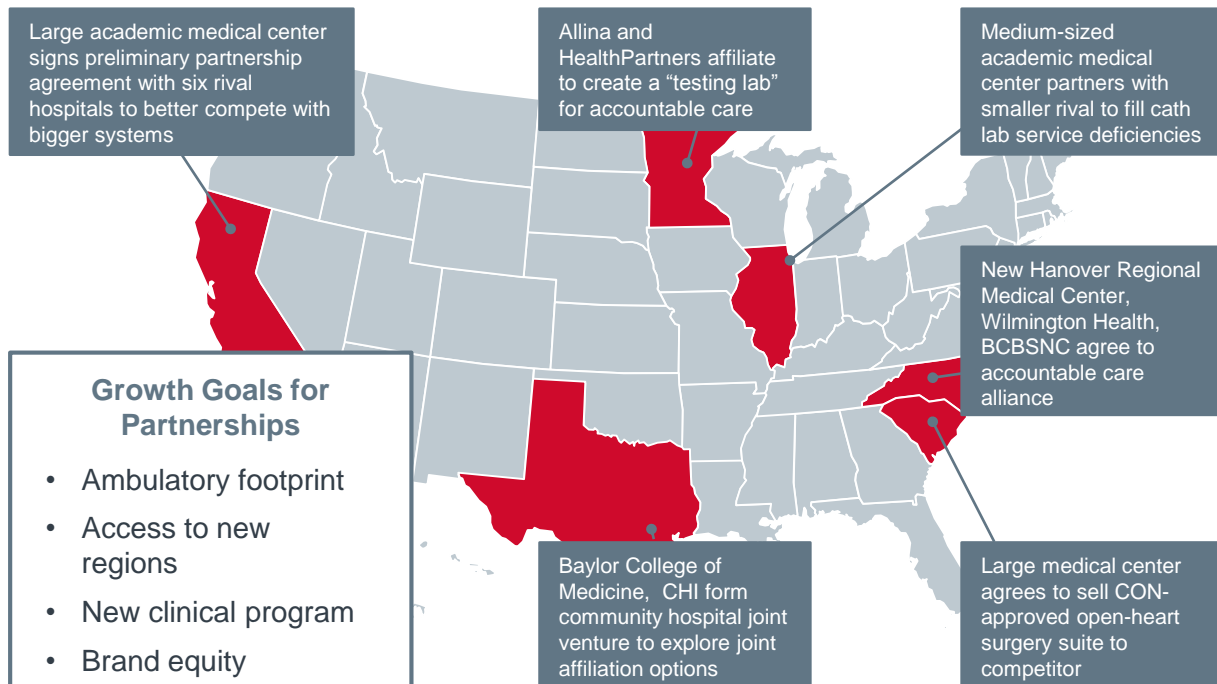 Large academic medical center
signs preliminary partnership
agreement with six rival
hospitals to better compete with
bigger systems
Allina and
HealthPartners affiliate
to create a “testing lab”
for accountable care
Medium-sized
academic medical
center partners with
smaller rival to fill cath
lab service deficiencies
New Hanover Regional
Medical Center,
Wilmington Health,
BCBSNC agree to
accountable care
alliance
Growth Goals for
Partnerships
• Ambulatory footprint
• Access to new
regions
• New clinical program
• Brand equity
Baylor College of
Medicine, CHI form
community hospital joint
venture to explore joint
affiliation options
Large medical center
agrees to sell CON-
approved open-heart
surgery suite to
competitor